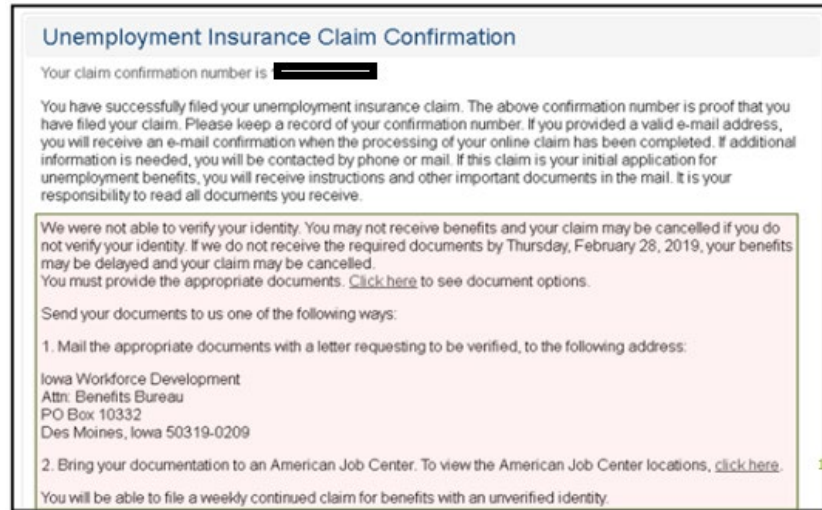 Unemployment Insurance Claim Confirmation
Your claim confirmation number is
You have successfully filed your unemployment insurance claim. The above confirmation number is proof that you
have filed your claim. Please keep a record of your confirmation number. If you provided a valid e-mail address,
you will receive an e-mail confirmation when the processing of your online claim has been completed. If additional
information is needed, you will be contacted by phone or mail. If this claim is your initial application for
unemployment benefits, you will receive instructions and other important documents in the mail. It is your
responsibility to read all documents you receive.
We were not able to verify your identity. You may not receive benefits and your claim may be cancelled if you do
not verify your identity. If we do not receive the required documents by Thursday, February 28, 2019, your benefits
may be delayed and your claim may be cancelled.
You must provide the appropriate documents. Click here to see document options.
Send your documents to us one of the following ways:
1. Mail the appropriate documents with a letter requesting to be verified, to the following address:
Iowa Workforce Development
Attn: Benefits Bureau
PO Box 10332
Des Moines, Iowa 50319-0209
2. Bring your documentation to an American Job Center. To view the American Job Center locations, click here.
1
You will be able to file a weekly continued claim for benefits with an unverified identity.